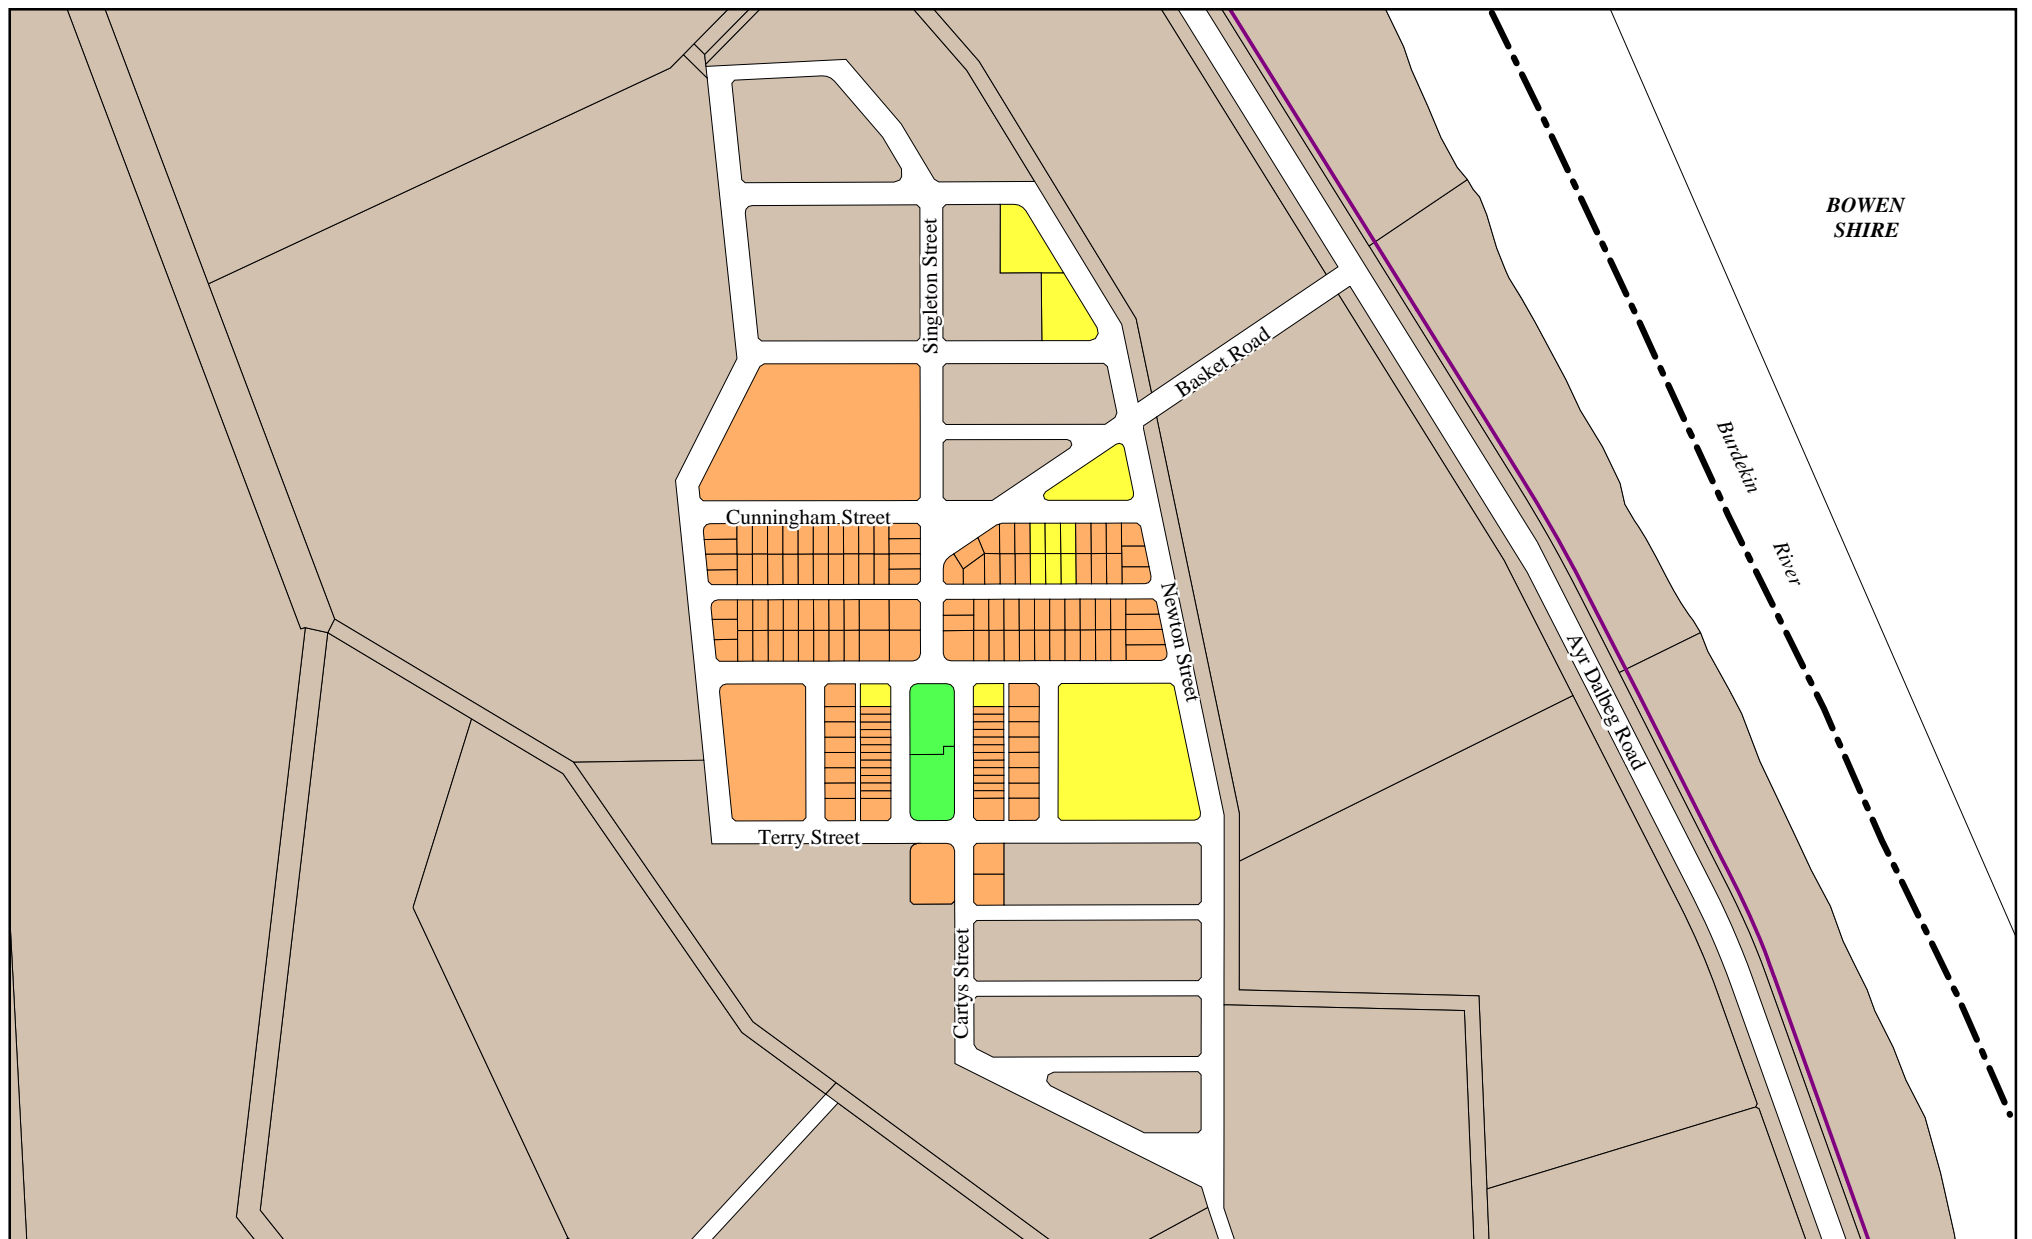 BOWEN
SHIRE
Singleton Street
Basket Road
Burdekin
River
Cunningham Street
Newton Street
Ayr Dalbeg Road
Terry Street
Cartys Street